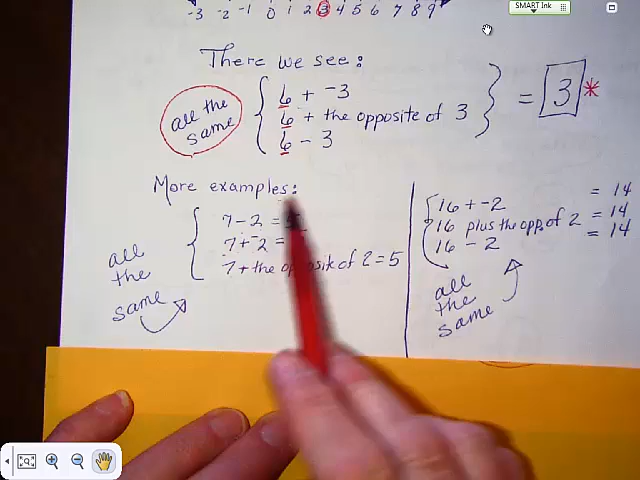 -3 -2 -1 0 1 2 3 4 5 6 7 8 9
SMART Ink
There we see:
all the
same
6 + -3
6 + the opposite of 3
6 - 3
= 3 *
More examples:
7-2 =
7+-2 =
7+ the opposite of 2=5
all
the
same
16 + -2 = 14
16 plus the opp. of 2 = 14
16 - 2 = 14
all
the
same